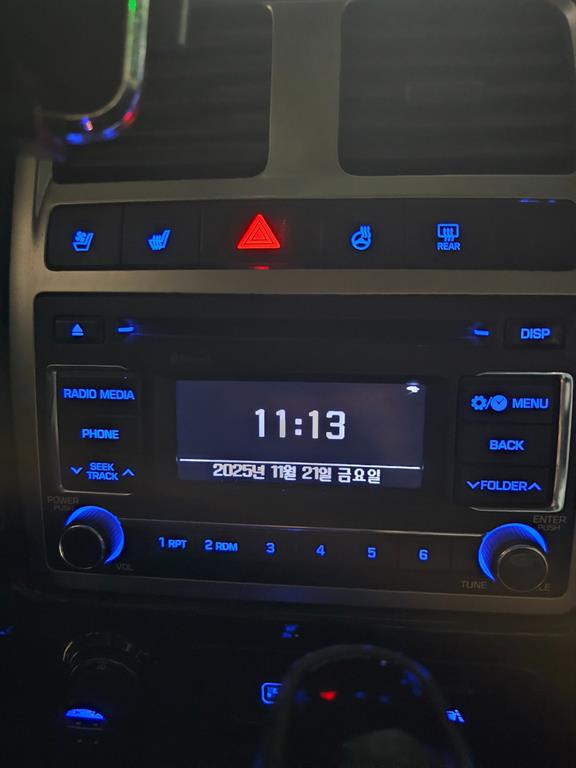 REAR
DISP
RADIO MEDIA
MENU
11:13
PHONE
BACK
SEEK
TRACK
2025년 11월 21일 금요일
FOLDER
POWER
PUSH
ENTER
PUSH
1 RPT 2 RDM 3 4 5 6
VOL
TUNE